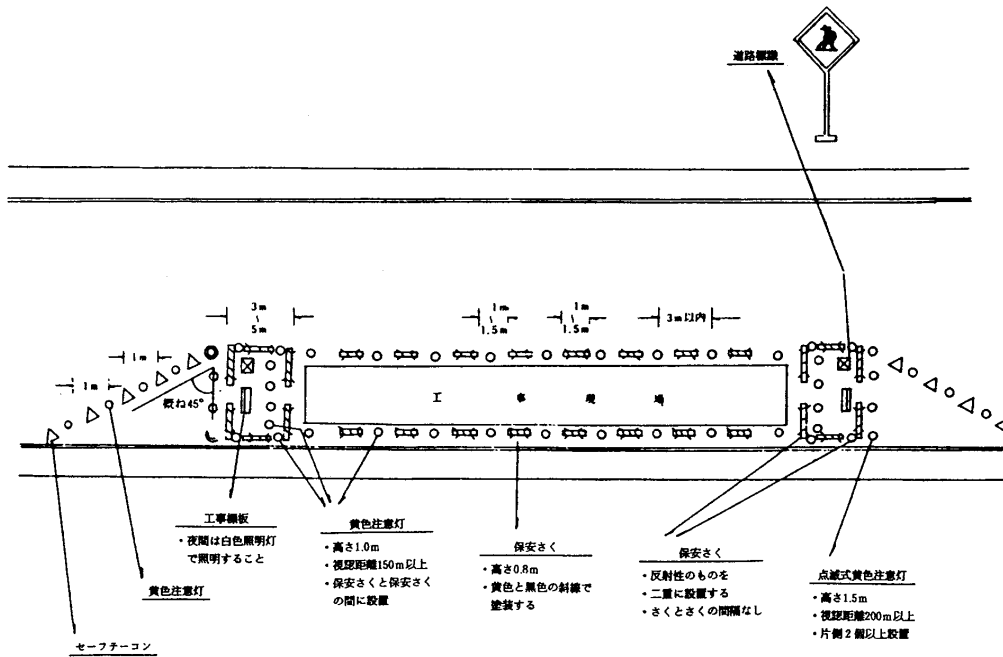 道路標識
3m
〜
5m
1m
〜
1.5m
1m
〜
1.5m
3m以内
1m
1m
概ね45°
工事現場
工事標板
・夜間は白色照明灯
で照明すること
黄色注意灯
セーフテーコン
黄色注意灯
・高さ1.0m
・視認距離150m以上
・保安さくと保安さく
の間に設置
保安さく
・高さ0.8m
・黄色と黒色の斜線で
塗装する
保安さく
・反射性のものを
二重に設置する
・さくとさくの間隔なし
点滅式黄色注意灯
・高さ1.5m
・視認距離200m以上
・片側2個以上設置